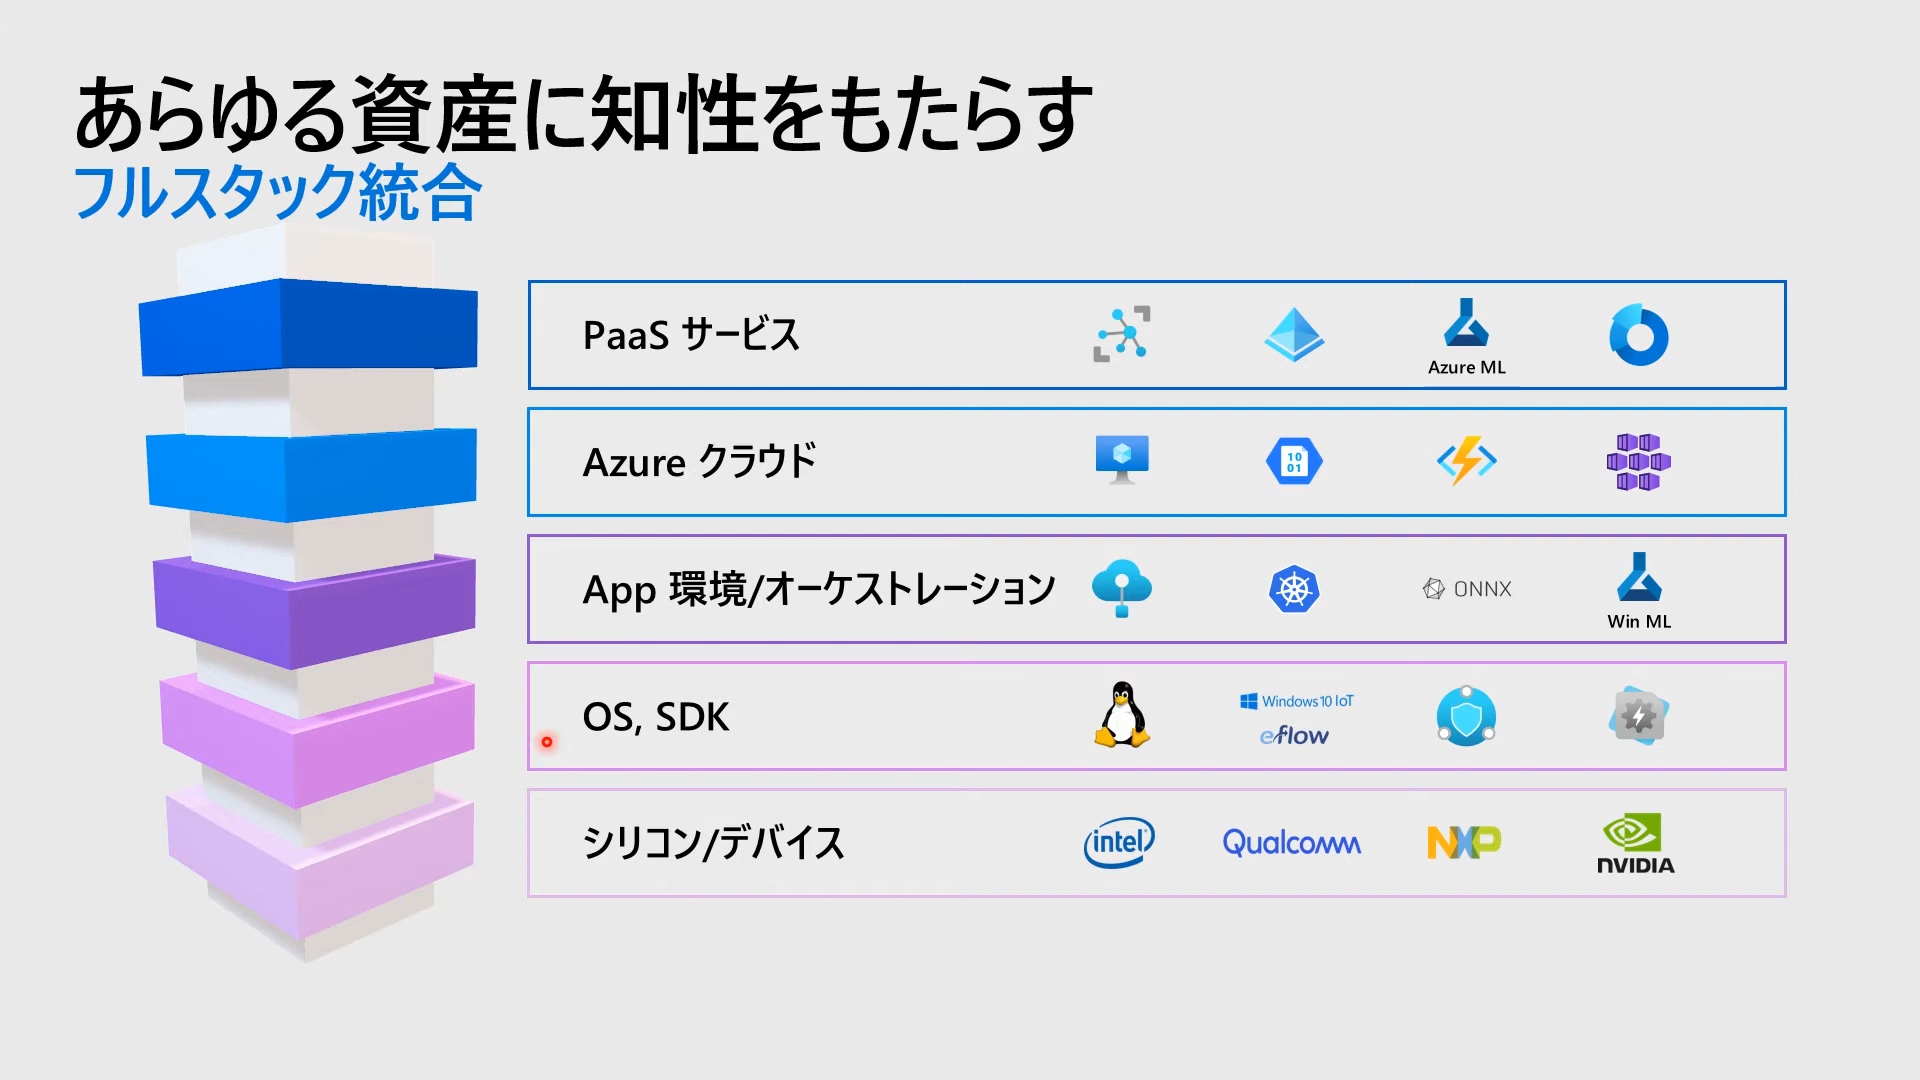 あらゆる資産に知性をもたらす
フルスタック統合
PaaS サービス
Azure ML
Azure クラウド
10
01
App 環境/オーケストレーション
ONNX
Win ML
OS, SDK
Windows 10 IoT
eflow
シリコン/デバイス
intel
Qualcomm
NXP
NVIDIA